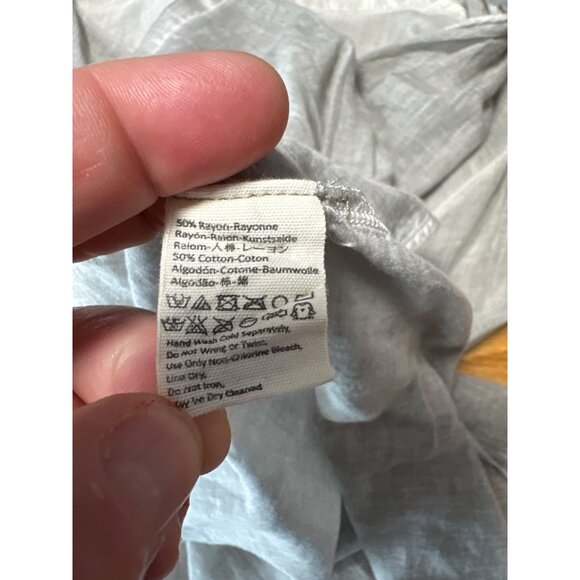 50% Rayon-Rayonne
Rayón-Raion-Kunstseide
Raiom-人棉-レーヨン
50% Cotton-Coton
Algodón-Cotone-Baumwolle
Algodão-棉-綿
Hand Wash Cold Separately,
Do Not Wring Or Twist,
Use Only Non-Chlorine Bleach,
Line Dry,
Do Not Iron,
Be Dry Cleaned